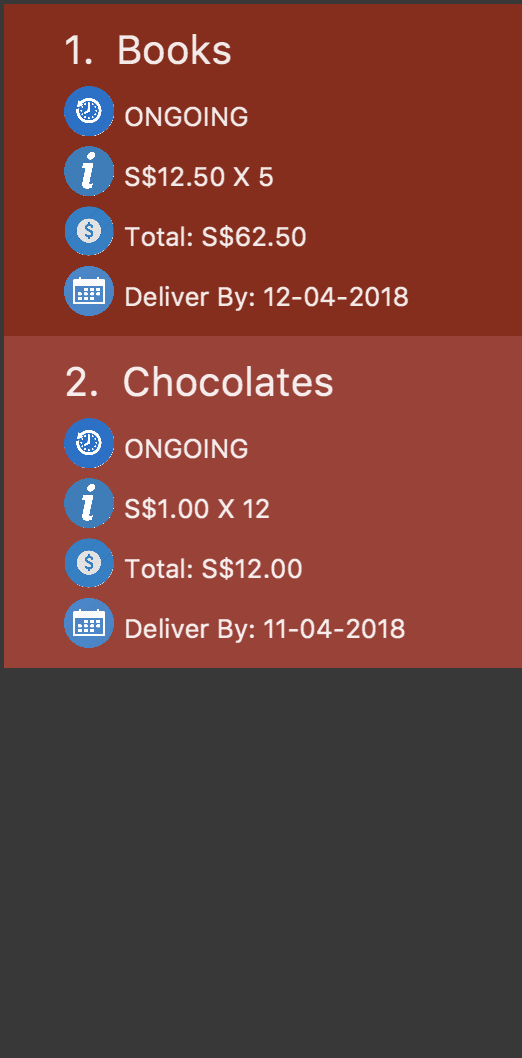 1. Books
ONGOING
S$12.50 X 5
Total: S$62.50
Deliver By: 12-04-2018
2. Chocolates
ONGOING
S$1.00 X 12
Total: S$12.00
Deliver By: 11-04-2018